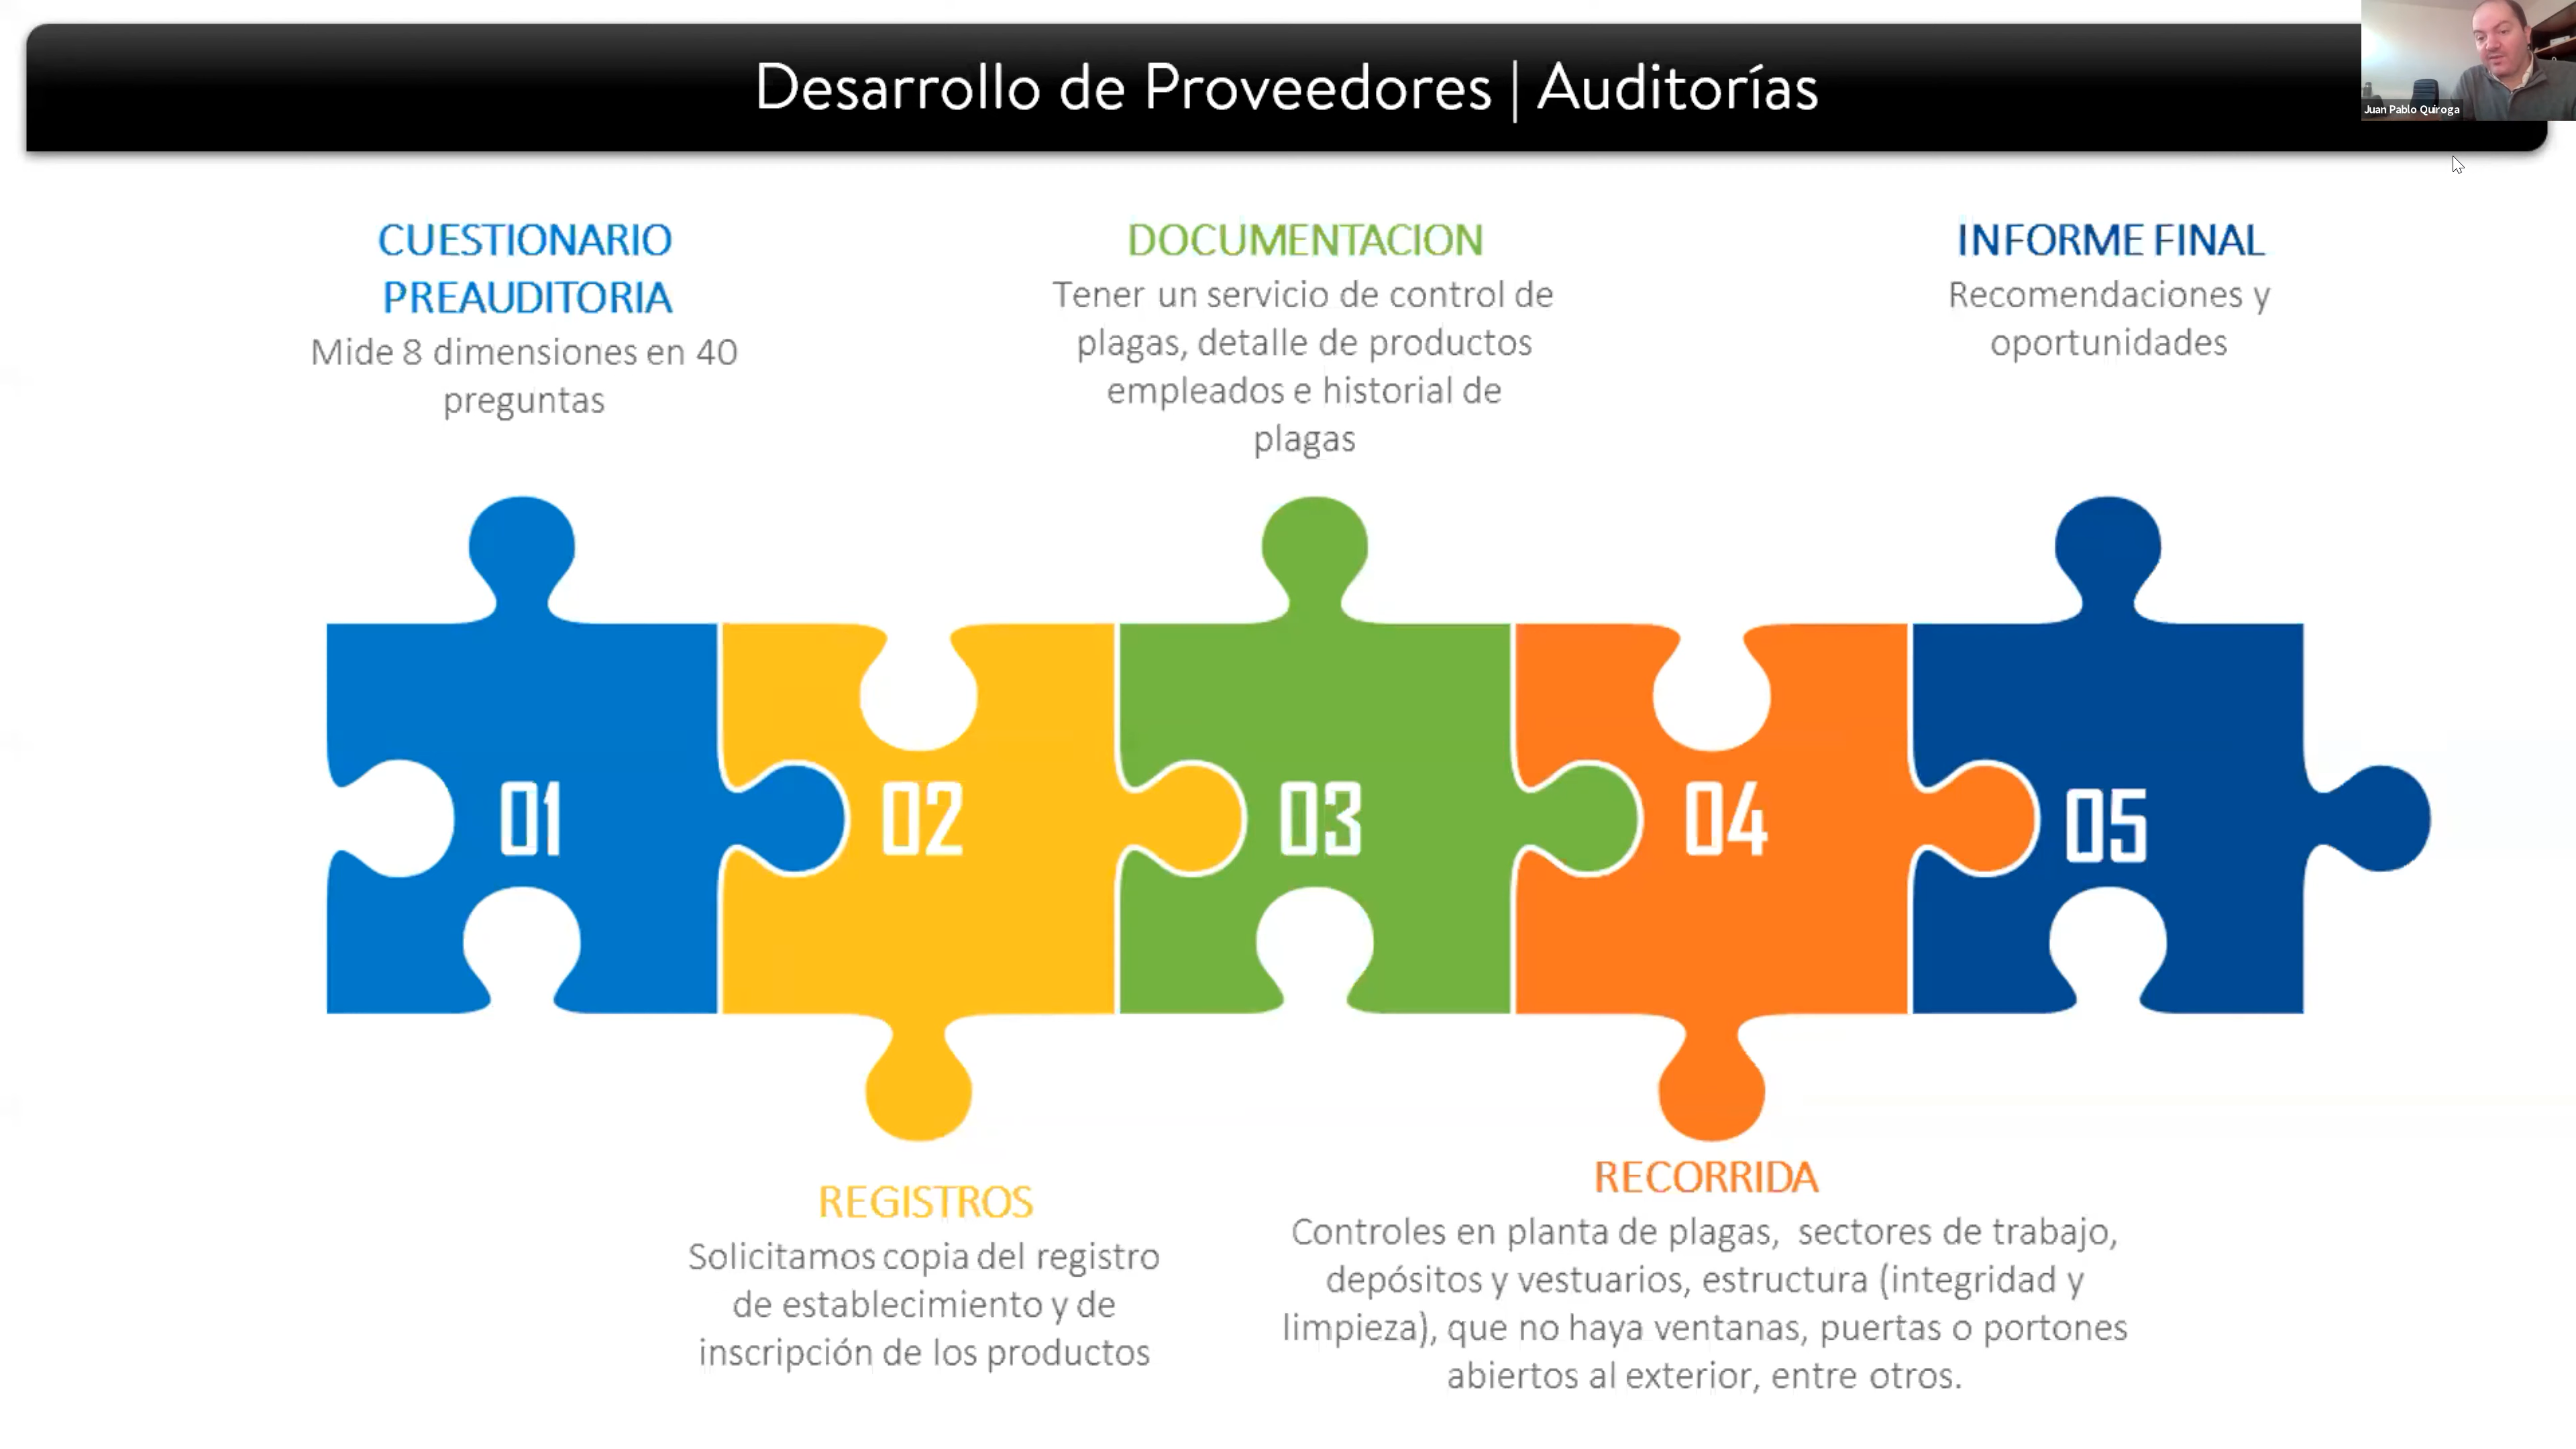 Desarrollo de Proveedores | Auditorías
Juan Pablo Quiroga
CUESTIONARIO
PREAUDITORIA
Mide 8 dimensiones en 40
preguntas
DOCUMENTACION
Tener un servicio de control de
plagas, detalle de productos
empleados e historial de
plagas
INFORME FINAL
Recomendaciones y
oportunidades
01
02
03
04
05
REGISTROS
Solicitamos copia del registro
de establecimiento y de
inscripción de los productos
RECORRIDA
Controles en planta de plagas, sectores de trabajo,
depósitos y vestuarios, estructura (integridad y
limpieza), que no haya ventanas, puertas o portones
abiertos al exterior, entre otros.